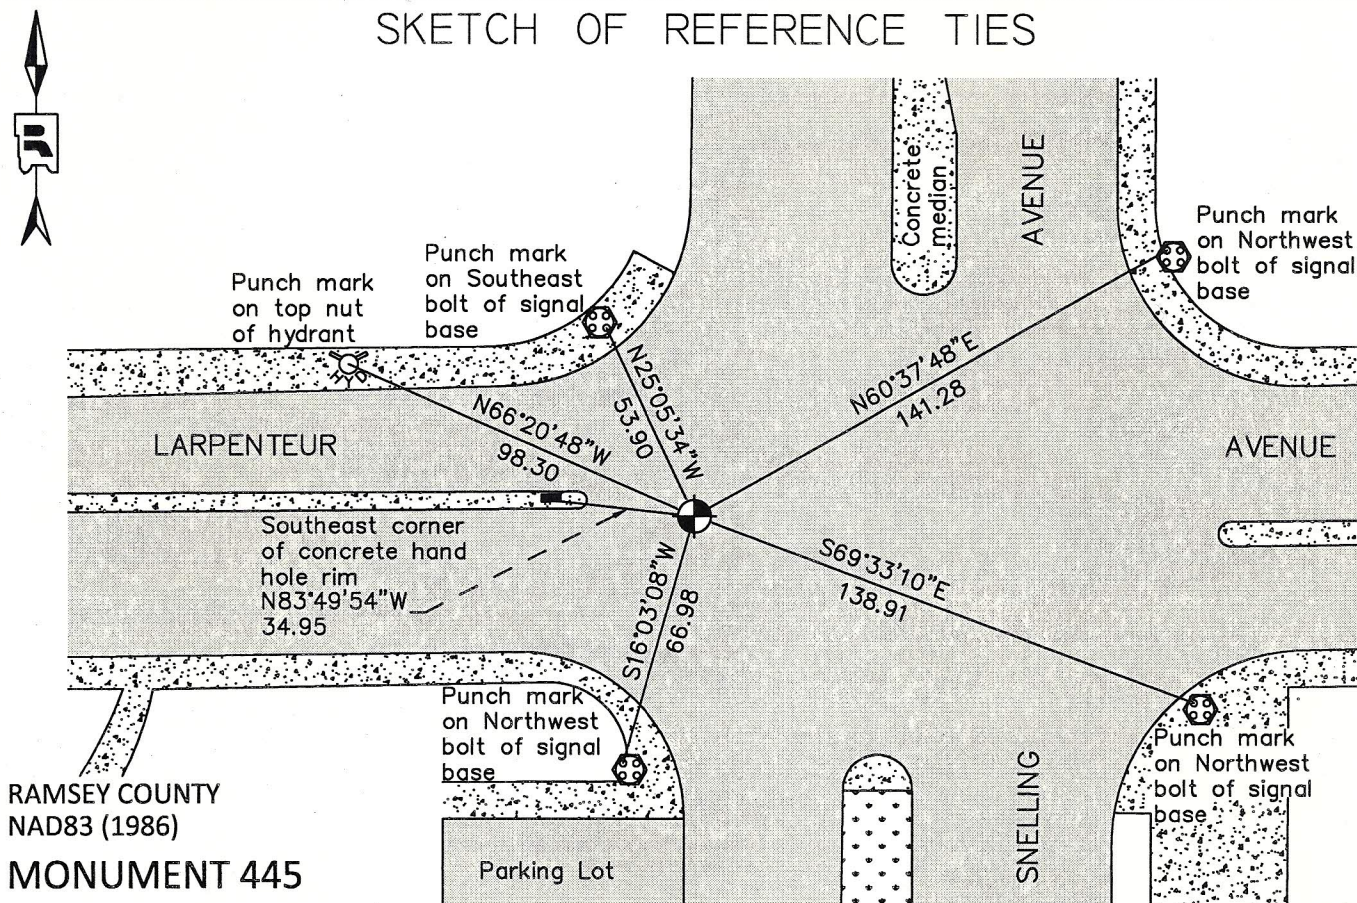 SKETCH OF REFERENCE TIES
R
Concrete
median
AVENUE
Punch mark
on Northwest
bolt of signal
base
Punch mark
on Southeast
bolt of signal
base
Punch mark
on top nut
of hydrant
HYD
N25°05'34"W
53.90
N60°37'48"E
141.28
N66°20'48"W
98.30
LARPENTEUR
AVENUE
Southeast corner
of concrete hand
hole rim
N83°49'54"W
34.95
S69°33'10"E
138.91
S16°03'08"W
66.98
Punch mark
on Northwest
bolt of signal
base
Punch mark
on Northwest
bolt of signal
base
SNELLING
RAMSEY COUNTY
NAD83 (1986)
MONUMENT 445
Parking Lot